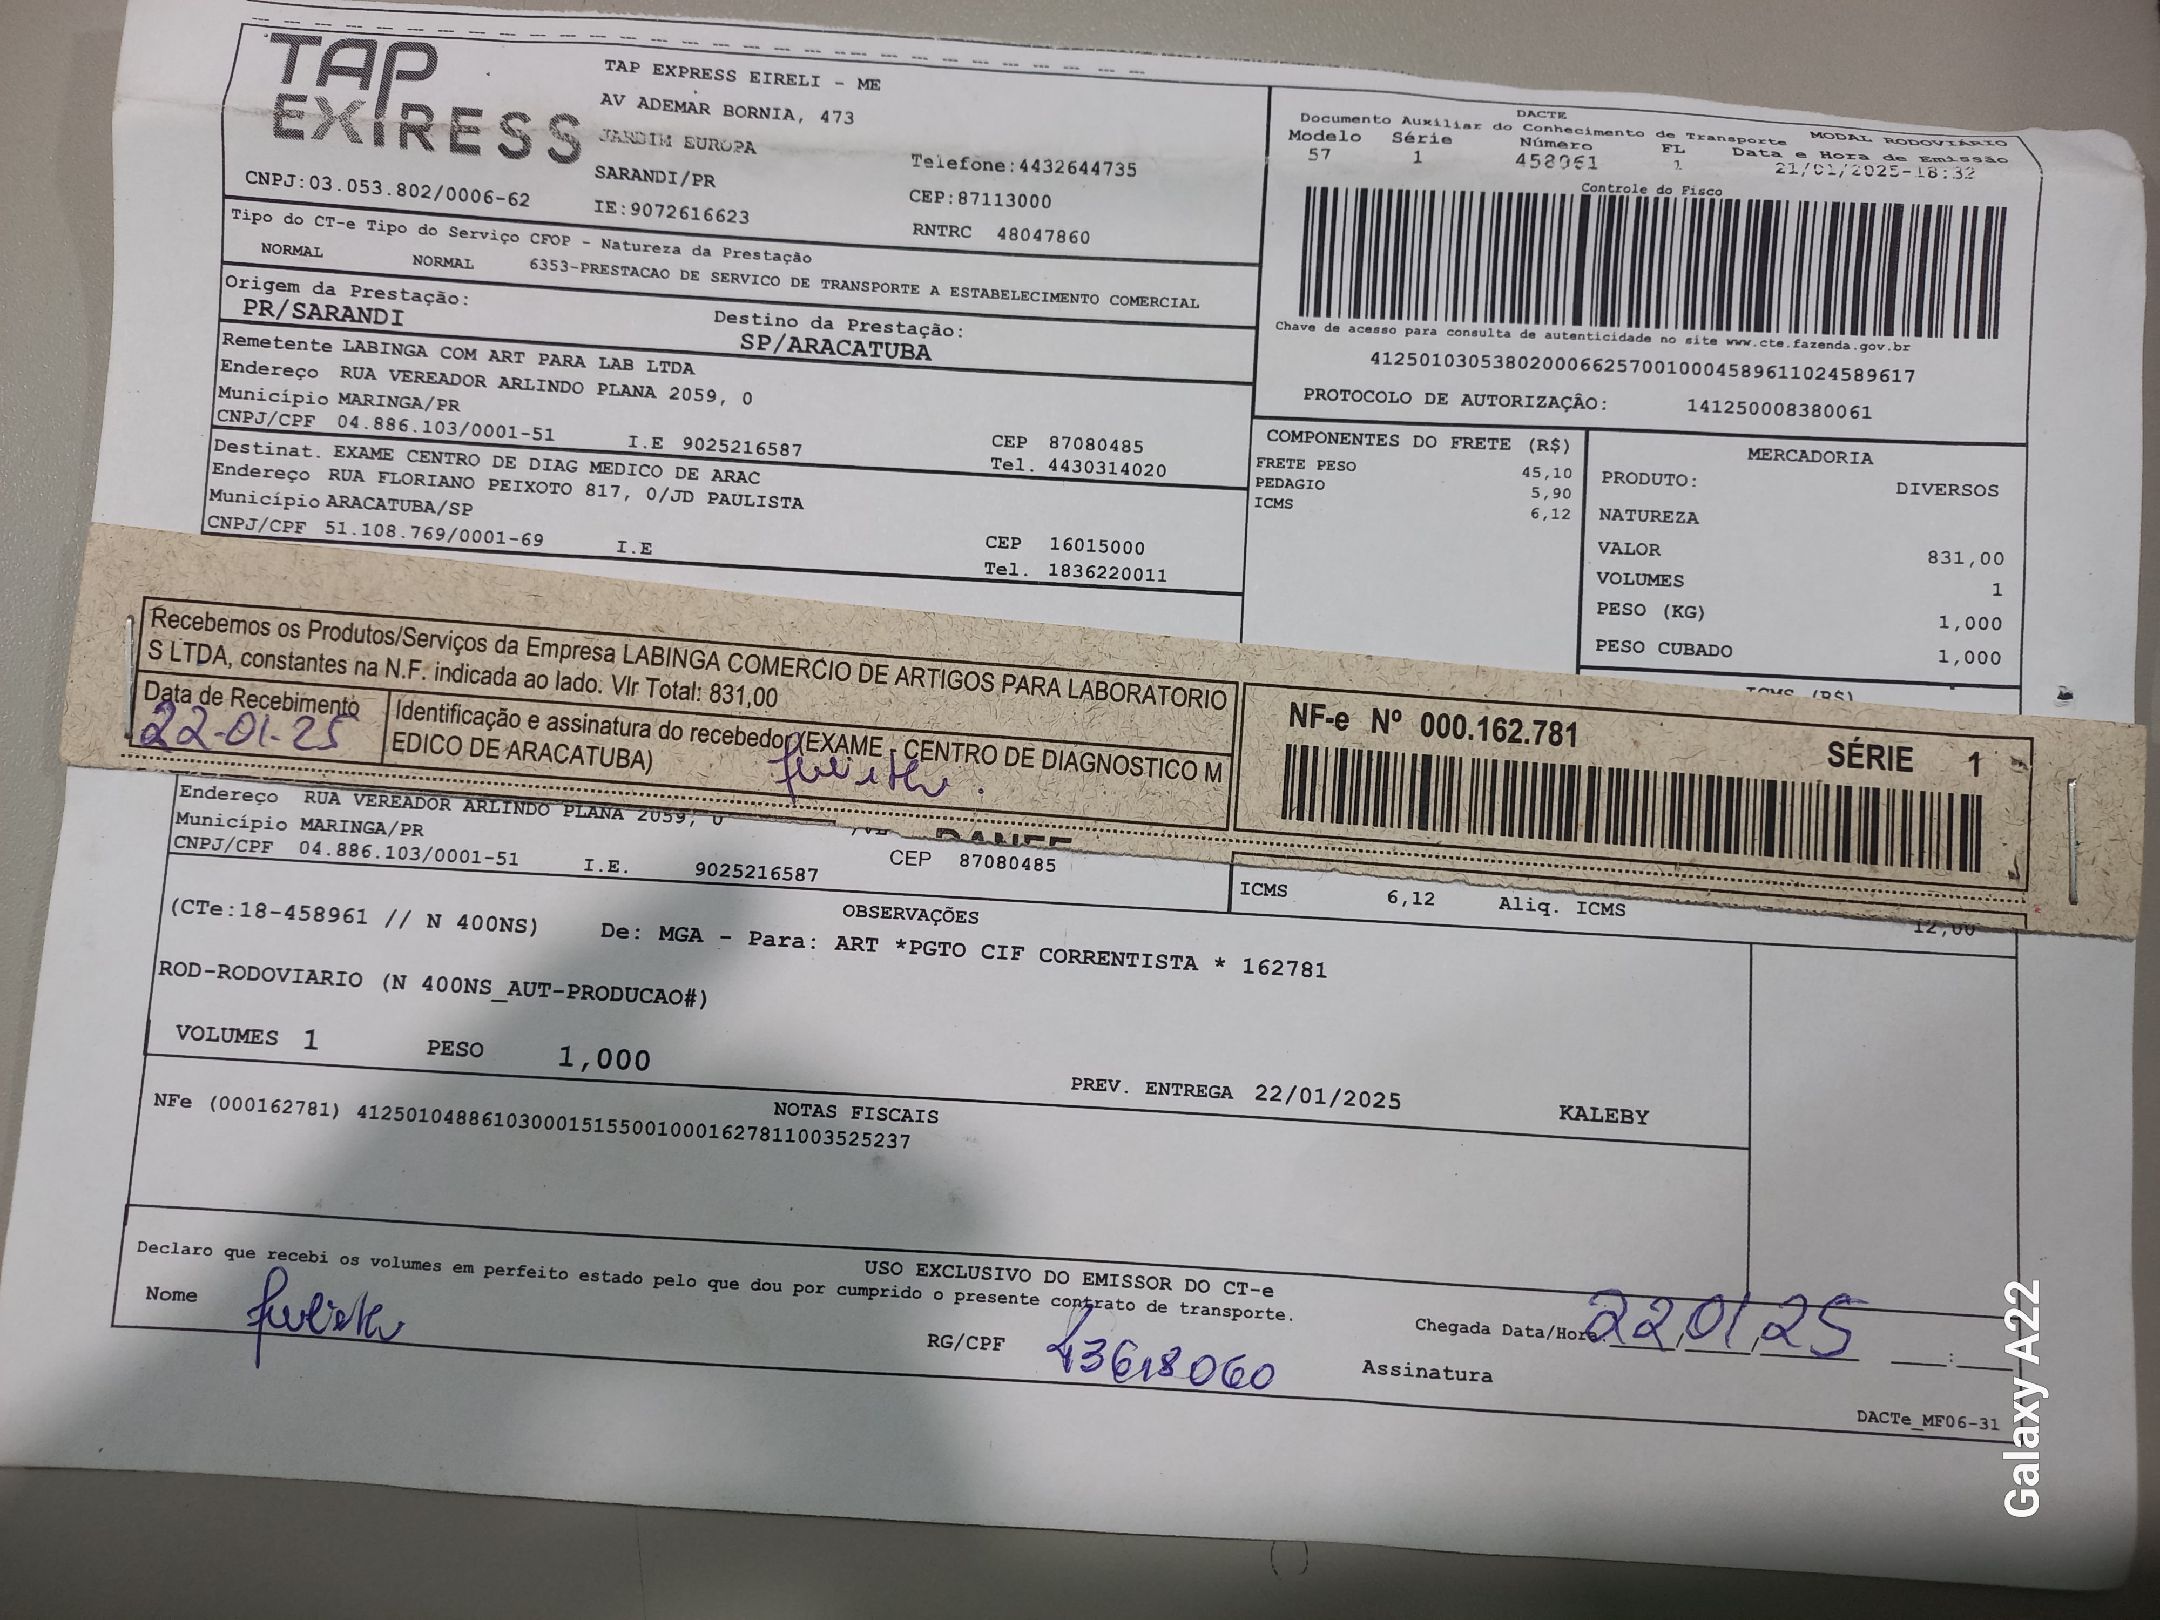 TAP
EXPRESS
TAP EXPRESS EIRELI - ME
AV ADEMAR BORNIA, 473
JARDIM EUROPA
SARANDI/PR
IE:9072616623
Telefone:4432644735
CEP:87113000
RNTRC 48047860
CNPJ:03.053.802/0006-62
DACTE
Documento Auxiliar do Conhecimento de Transporte MODAL RODOVIÁRIO
Modelo Série Número FL Data e Hora de Emissão
57 1 458961 1 21/01/2025-18:32
Controle do Fisco
Chave de acesso para consulta de autenticidade no site www.cte.fazenda.gov.br
41250103053802000662570010004589611024589617
PROTOCOLO DE AUTORIZAÇÂO: 141250008380061
Tipo do CT-e Tipo do Serviço CFOP - Natureza da Prestação
NORMAL NORMAL 6353-PRESTACAO DE SERVICO DE TRANSPORTE A ESTABELECIMENTO COMERCIAL
Origem da Prestação:
PR/SARANDI
Destino da Prestação:
SP/ARACATUBA
Remetente LABINGA COM ART PARA LAB LTDA
Endereço RUA VEREADOR ARLINDO PLANA 2059, 0
Município MARINGA/PR
CNPJ/CPF 04.886.103/0001-51 I.E 9025216587
CEP 87080485
Tel. 4430314020
Destinat. EXAME CENTRO DE DIAG MEDICO DE ARAC
Endereço RUA FLORIANO PEIXOTO 817, 0/JD PAULISTA
Município ARACATUBA/SP
CNPJ/CPF 51.108.769/0001-69 I.E
CEP 16015000
Tel. 1836220011
COMPONENTES DO FRETE (R$)
FRETE PESO 45,10
PEDAGIO 5,90
ICMS 6,12
MERCADORIA
PRODUTO: DIVERSOS
NATUREZA
VALOR 831,00
VOLUMES 1
PESO (KG) 1,000
PESO CUBADO 1,000
ICMS (R$)
Recebemos os Produtos/Serviços da Empresa LABINGA COMERCIO DE ARTIGOS PARA LABORATORIO
S LTDA, constantes na N.F. indicada ao lado. Vlr Total: 831,00
Data de Recebimento
22-01-25
Identificação e assinatura do recebedor (EXAME - CENTRO DE DIAGNOSTICO M
EDICO DE ARACATUBA)
NF-e Nº 000.162.781
SÉRIE 1
DANFE
Endereço RUA VEREADOR ARLINDO PLANA 2059, 0
Município MARINGA/PR
CNPJ/CPF 04.886.103/0001-51 I.E. 9025216587
CEP 87080485
ICMS 6,12 Aliq. ICMS 12,00
OBSERVAÇÕES
(CTe:18-458961 // N 400NS) De: MGA - Para: ART *PGTO CIF CORRENTISTA * 162781
ROD-RODOVIARIO (N 400NS_AUT-PRODUCAO#)
VOLUMES 1 PESO 1,000
PREV. ENTREGA 22/01/2025 KALEBY
NOTAS FISCAIS
NFe (000162781) 41250104886103000151550010001627811003525237
USO EXCLUSIVO DO EMISSOR DO CT-e
Declaro que recebi os volumes em perfeito estado pelo que dou por cumprido o presente contrato de transporte.
Nome
RG/CPF
Chegada Data/Hora 22/01/25 __:__
Assinatura
DACTe_MF06-31
Galaxy A22